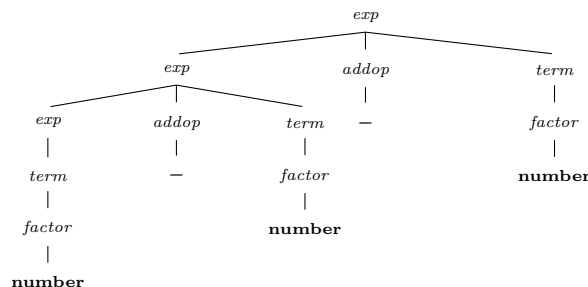 exp
exp addop term
exp addop term – factor
term – factor number
factor number
number